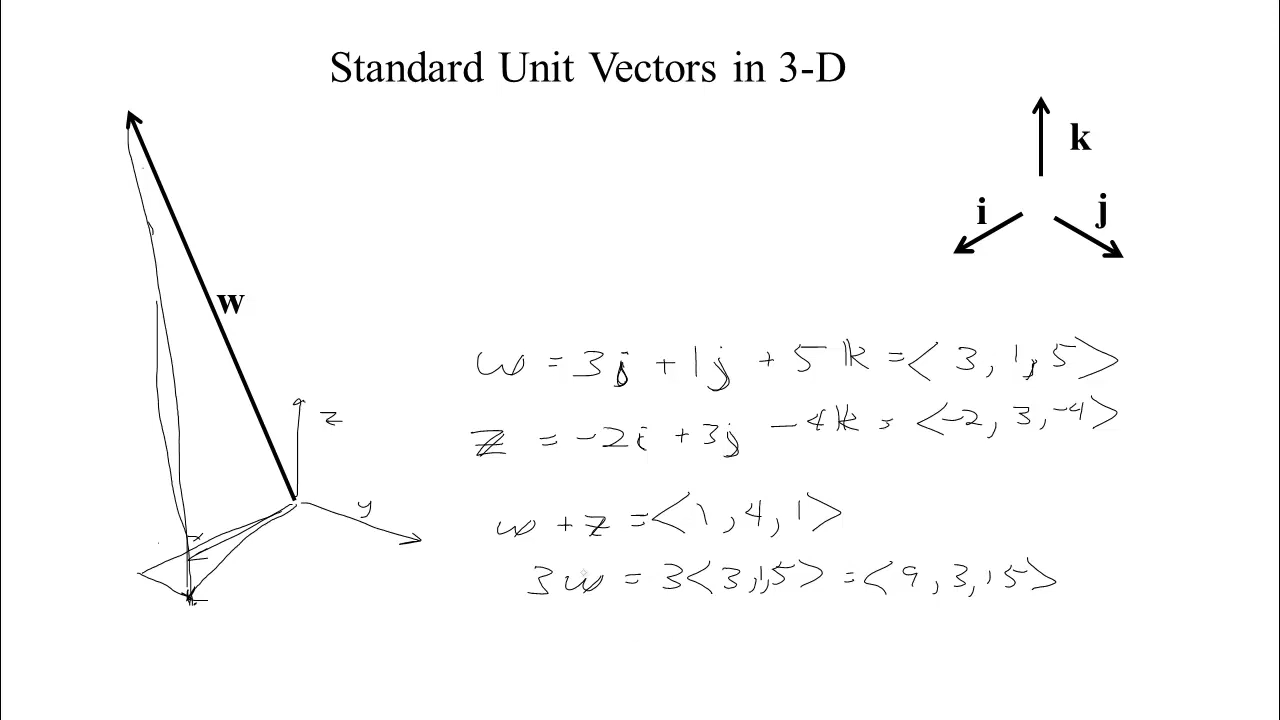 Standard Unit Vectors in 3-D
k
i
j
w
w = 3i + 1j + 5k = < 3, 1, 5 >
z
z = -2i + 3j - 4k = < -2, 3, -4 >
y
w + z = < 1, 4, 1 >
x
3w = 3< 3,1,5 > = < 9, 3, 15 >